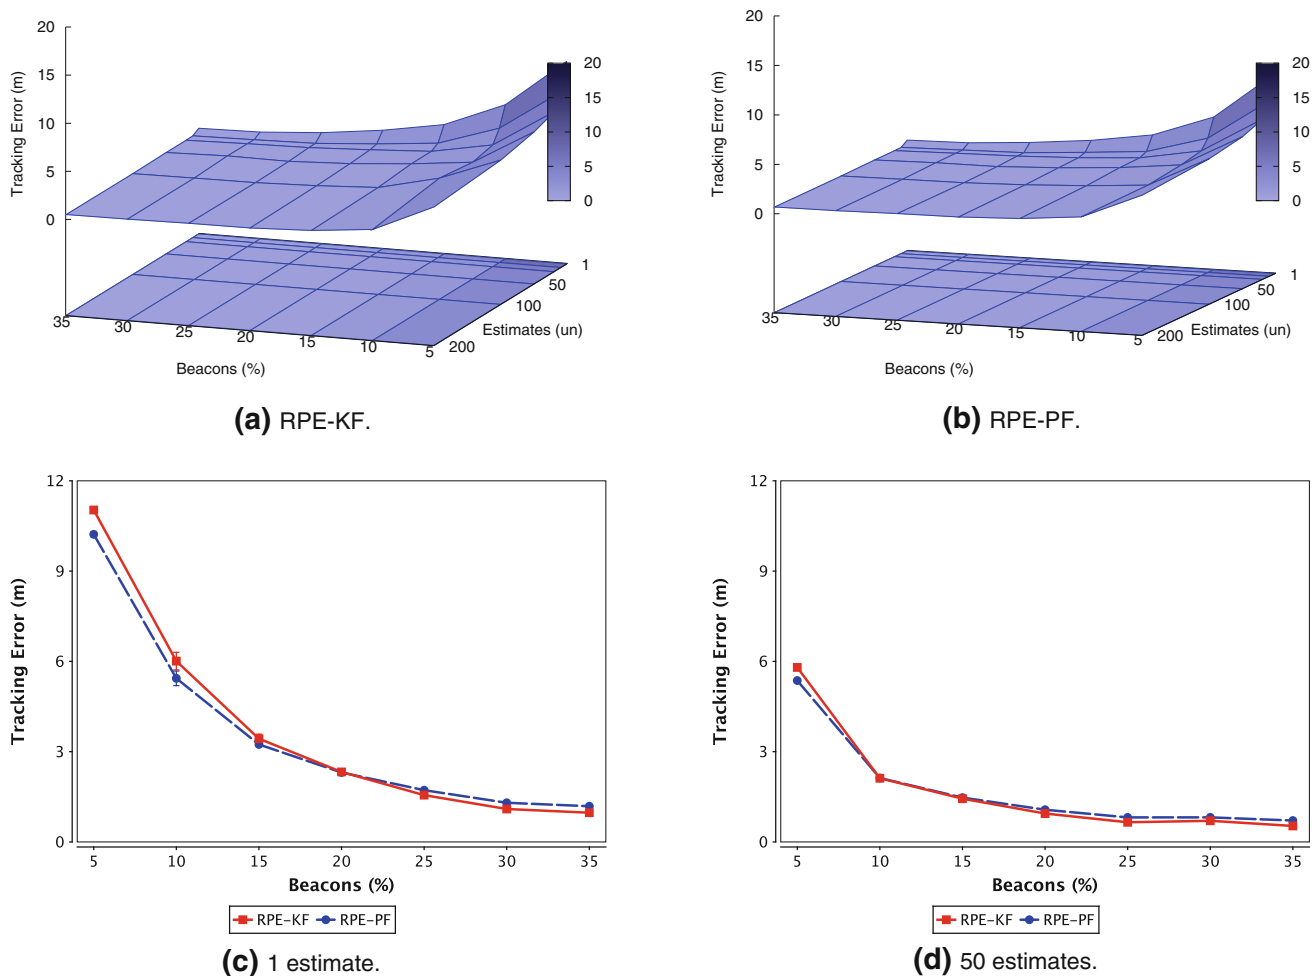 20
15
10
5
0
Tracking Error (m)
20
15
10
5
0
35
30
25
20
15
10
5
1
50
100
200
Estimates (un)
Beacons (%)
(a) RPE-KF.
20
15
10
5
0
Tracking Error (m)
20
15
10
5
0
35
30
25
20
15
10
5
1
50
100
200
Estimates (un)
Beacons (%)
(b) RPE-PF.
12
9
6
3
0
Tracking Error (m)
5 10 15 20 25 30 35
Beacons (%)
RPE-KF RPE-PF
(c) 1 estimate.
12
9
6
3
0
Tracking Error (m)
5 10 15 20 25 30 35
Beacons (%)
RPE-KF RPE-PF
(d) 50 estimates.